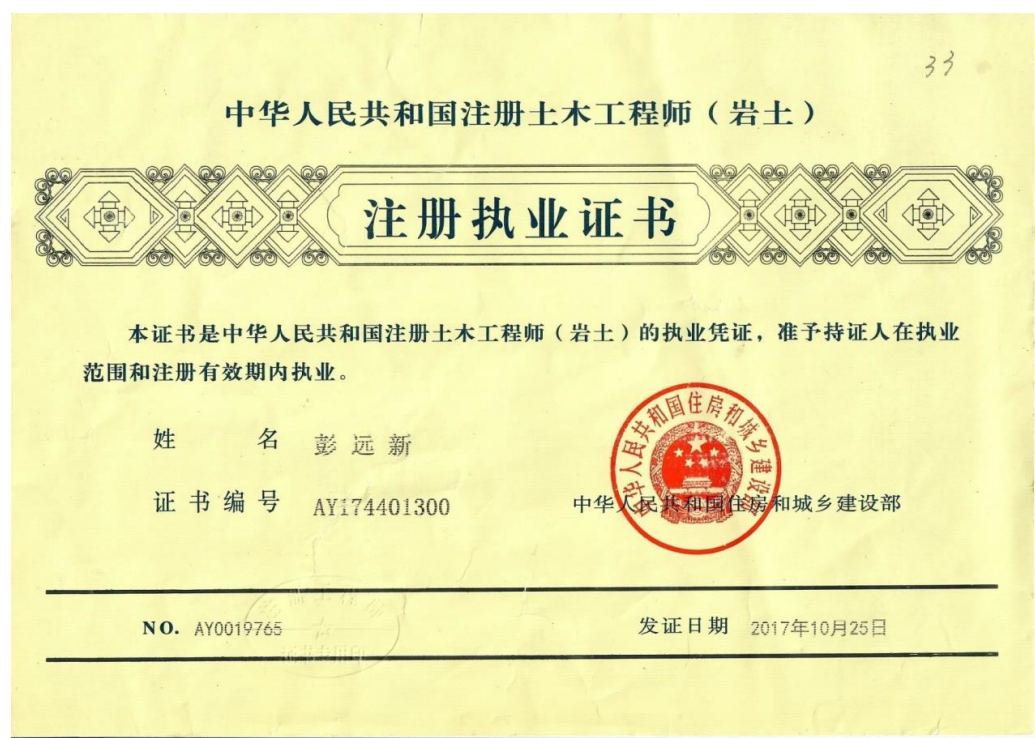 33
中华人民共和国注册土木工程师（岩土）
注册执业证书
本证书是中华人民共和国注册土木工程师（岩土）的执业凭证，准予持证人在执业
范围和注册有效期内执业。
姓 名 彭远新
中华人民共和国住房和城乡建设部
证书编号 AY174401300
中华人民共和国住房和城乡建设部
NO. AY0019765
发证日期 2017年10月25日